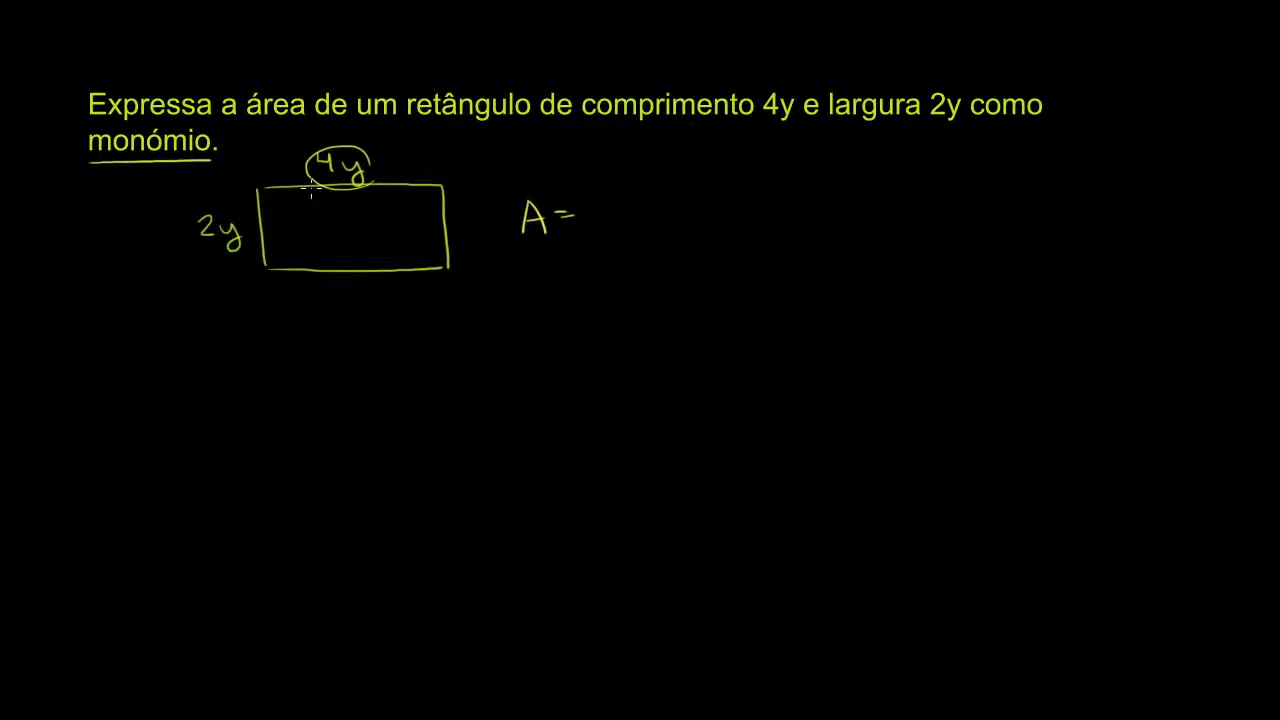 Expressa a área de um retângulo de comprimento 4y e largura 2y como
monómio.
4y
2y
A =